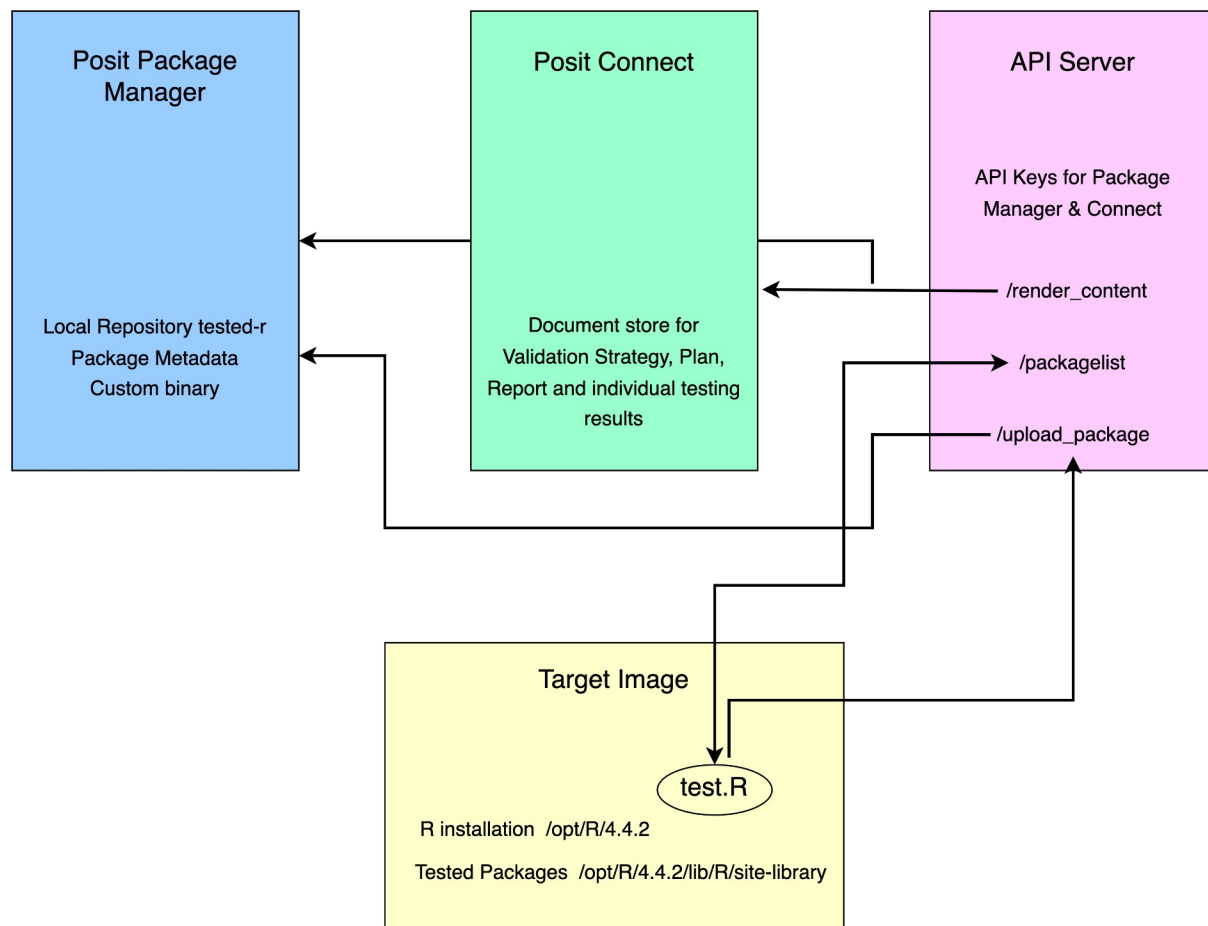 Posit Package
Manager
Local Repository tested-r
Package Metadata
Custom binary
Posit Connect
Document store for
Validation Strategy, Plan,
Report and individual testing
results
API Server
API Keys for Package
Manager & Connect
/render_content
/packagelist
/upload_package
Target Image
test.R
R installation /opt/R/4.4.2
Tested Packages /opt/R/4.4.2/lib/R/site-library